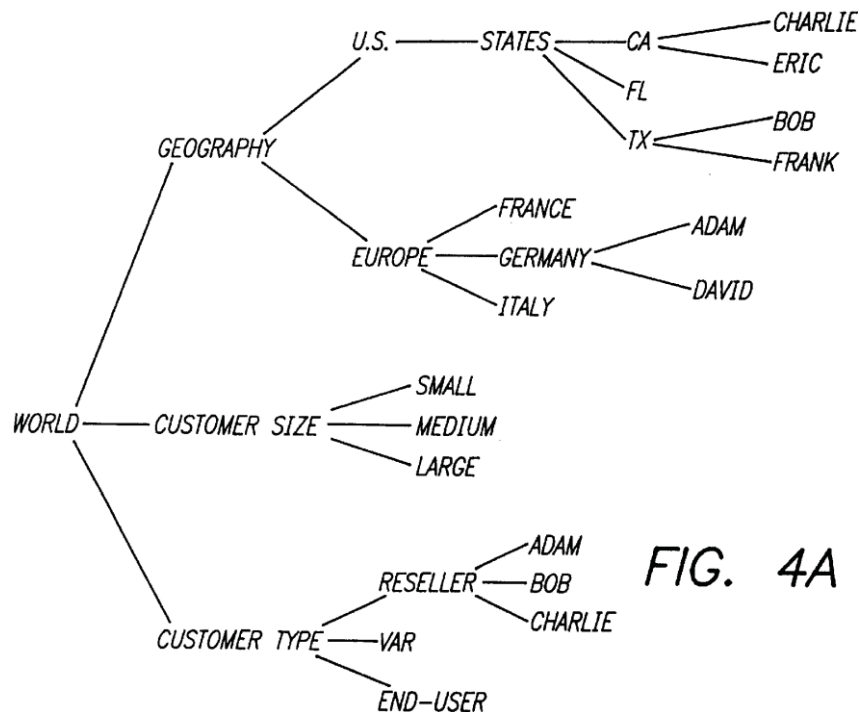 CHARLIE
U.S. STATES CA
ERIC
FL
BOB
TX
GEOGRAPHY
FRANK
FRANCE
ADAM
EUROPE GERMANY
DAVID
ITALY
SMALL
WORLD CUSTOMER SIZE MEDIUM
LARGE
ADAM
RESELLER BOB
CHARLIE
CUSTOMER TYPE VAR
END-USER
FIG. 4A